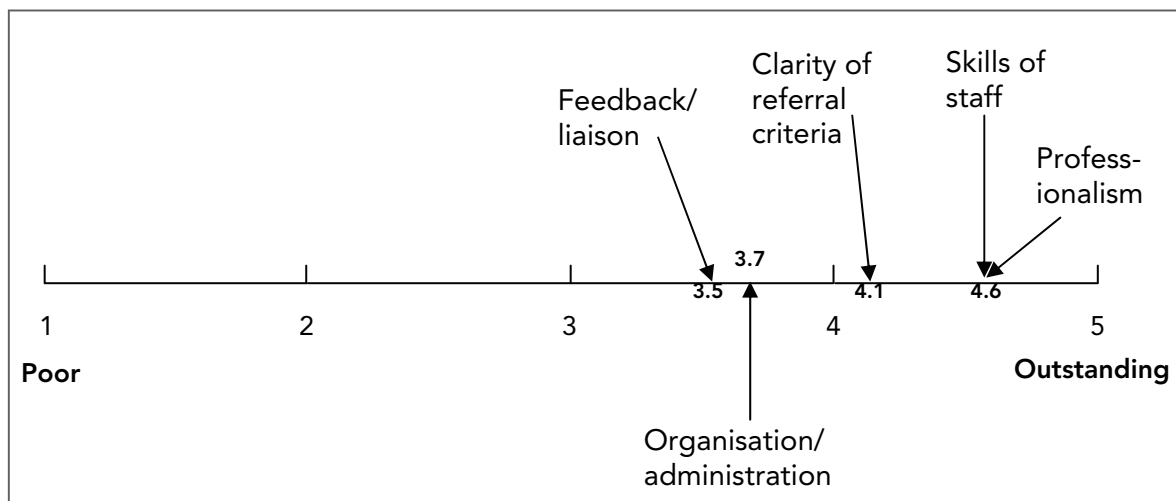 Feedback/
liaison
Clarity of
referral
criteria
Skills of
staff
Profess-
ionalism
3.7
3.5
4.1
4.6
1
2
3
4
5
Poor
Outstanding
Organisation/
administration